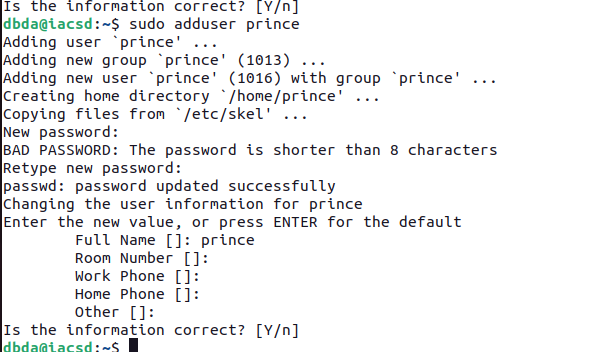 Is the information correct? [Y/n]
dbda@iacsd:~$ sudo adduser prince
Adding user `prince' ...
Adding new group `prince' (1013) ...
Adding new user `prince' (1016) with group `prince' ...
Creating home directory `/home/prince' ...
Copying files from `/etc/skel' ...
New password:
BAD PASSWORD: The password is shorter than 8 characters
Retype new password:
passwd: password updated successfully
Changing the user information for prince
Enter the new value, or press ENTER for the default
Full Name []: prince
Room Number []:
Work Phone []:
Home Phone []:
Other []:
Is the information correct? [Y/n]
dbda@iacsd:~$